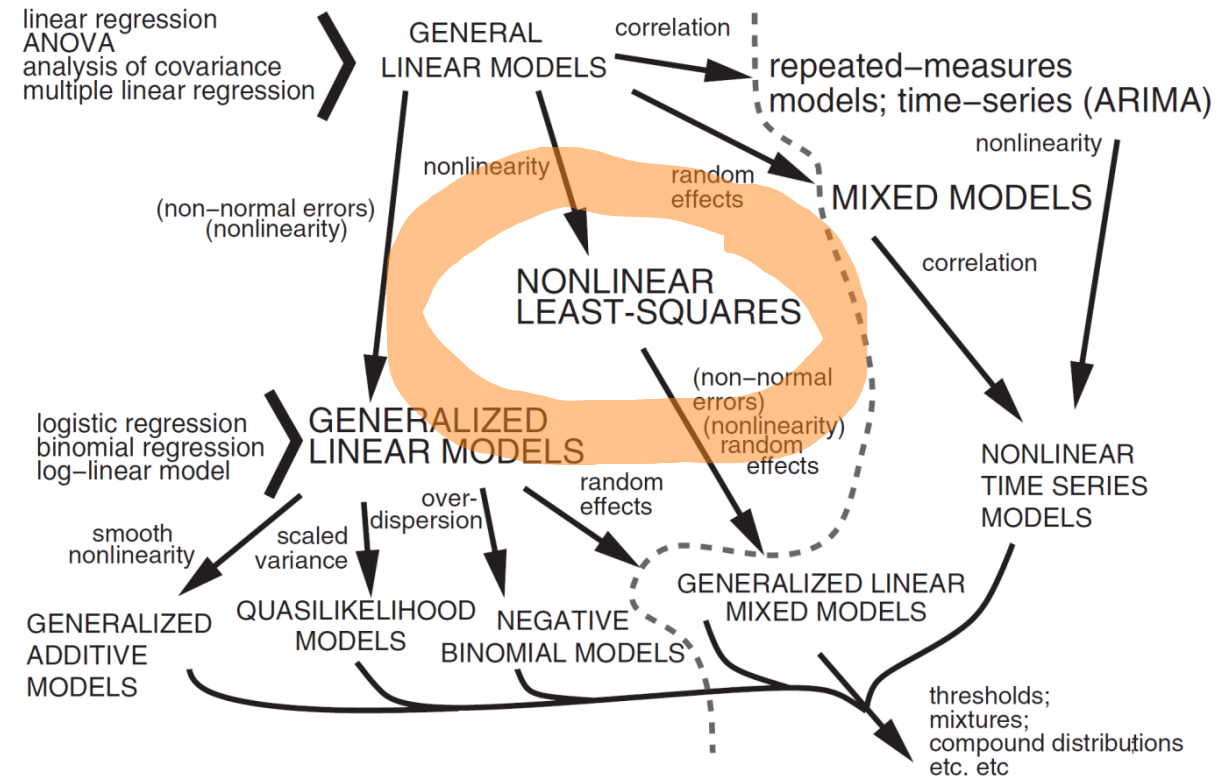 linear regression
ANOVA
analysis of covariance
multiple linear regression
GENERAL
LINEAR MODELS
correlation
repeated−measures
models; time−series (ARIMA)
nonlinearity
nonlinearity
random
effects
MIXED MODELS
(non−normal errors)
(nonlinearity)
correlation
NONLINEAR
LEAST-SQUARES
(non−normal
errors)
(nonlinearity)
random
effects
logistic regression
binomial regression
log−linear model
GENERALIZED
LINEAR MODELS
NONLINEAR
TIME SERIES
MODELS
smooth
nonlinearity
scaled
variance
over-
dispersion
random
effects
GENERALIZED
ADDITIVE
MODELS
QUASILIKELIHOOD
MODELS
NEGATIVE
BINOMIAL MODELS
GENERALIZED LINEAR
MIXED MODELS
thresholds;
mixtures;
compound distributions;
etc. etc